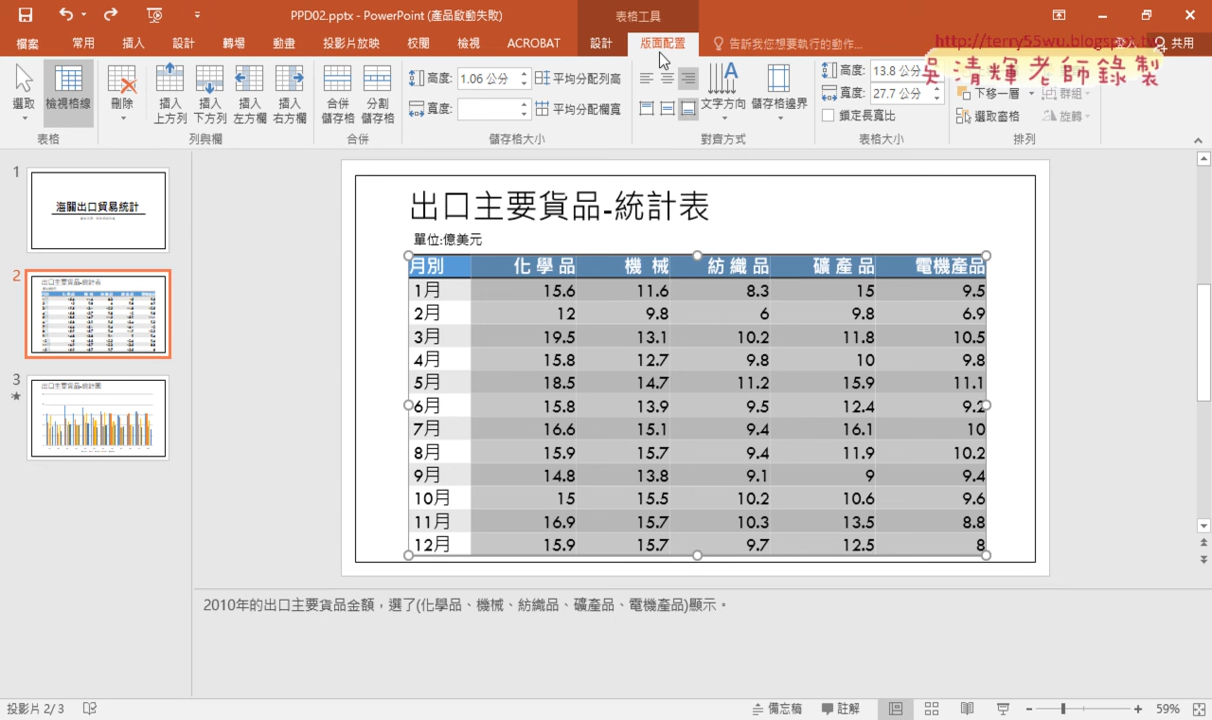 PPD02.pptx - PowerPoint (產品啟動失敗)
表格工具
檔案 常用 插入 設計 轉場 動畫 投影片放映 校閱 檢視 ACROBAT 設計 版面配置 告訴我您想要執行的動作... 登入 共用
http://terry55wu.blogspot.tw
吳清輝老師錄製
選取 檢視格線 刪除 插入上方列 插入下方列 插入左方欄 插入右方欄 合併儲存格 分割儲存格
高度: 1.06 公分 平均分配列高
寬度: 平均分配欄寬
文字方向 儲存格邊界
高度: 13.8 公分
寬度: 27.7 公分
鎖定長寬比
下移一層 群組
選取窗格 旋轉
表格 列與欄 合併 儲存格大小 對齊方式 表格大小 排列
1
海關出口貿易統計
2
出口主要貨品-統計表
3
出口主要貨品-統計圖
出口主要貨品-統計表
單位:億美元
月別 化學品 機械 紡織品 礦產品 電機產品
1月 15.6 11.6 8.3 15 9.5
2月 12 9.8 6 9.8 6.9
3月 19.5 13.1 10.2 11.8 10.5
4月 15.8 12.7 9.8 10 9.8
5月 18.5 14.7 11.2 15.9 11.1
6月 15.8 13.9 9.5 12.4 9.2
7月 16.6 15.1 9.4 16.1 10
8月 15.9 15.7 9.4 11.9 10.2
9月 14.8 13.8 9.1 9 9.4
10月 15 15.5 10.2 10.6 9.6
11月 16.9 15.7 10.3 13.5 8.8
12月 15.9 15.7 9.7 12.5 8
2010年的出口主要貨品金額，選了(化學品、機械、紡織品、礦產品、電機產品)顯示。
投影片 2/3 備忘稿 註解 59%